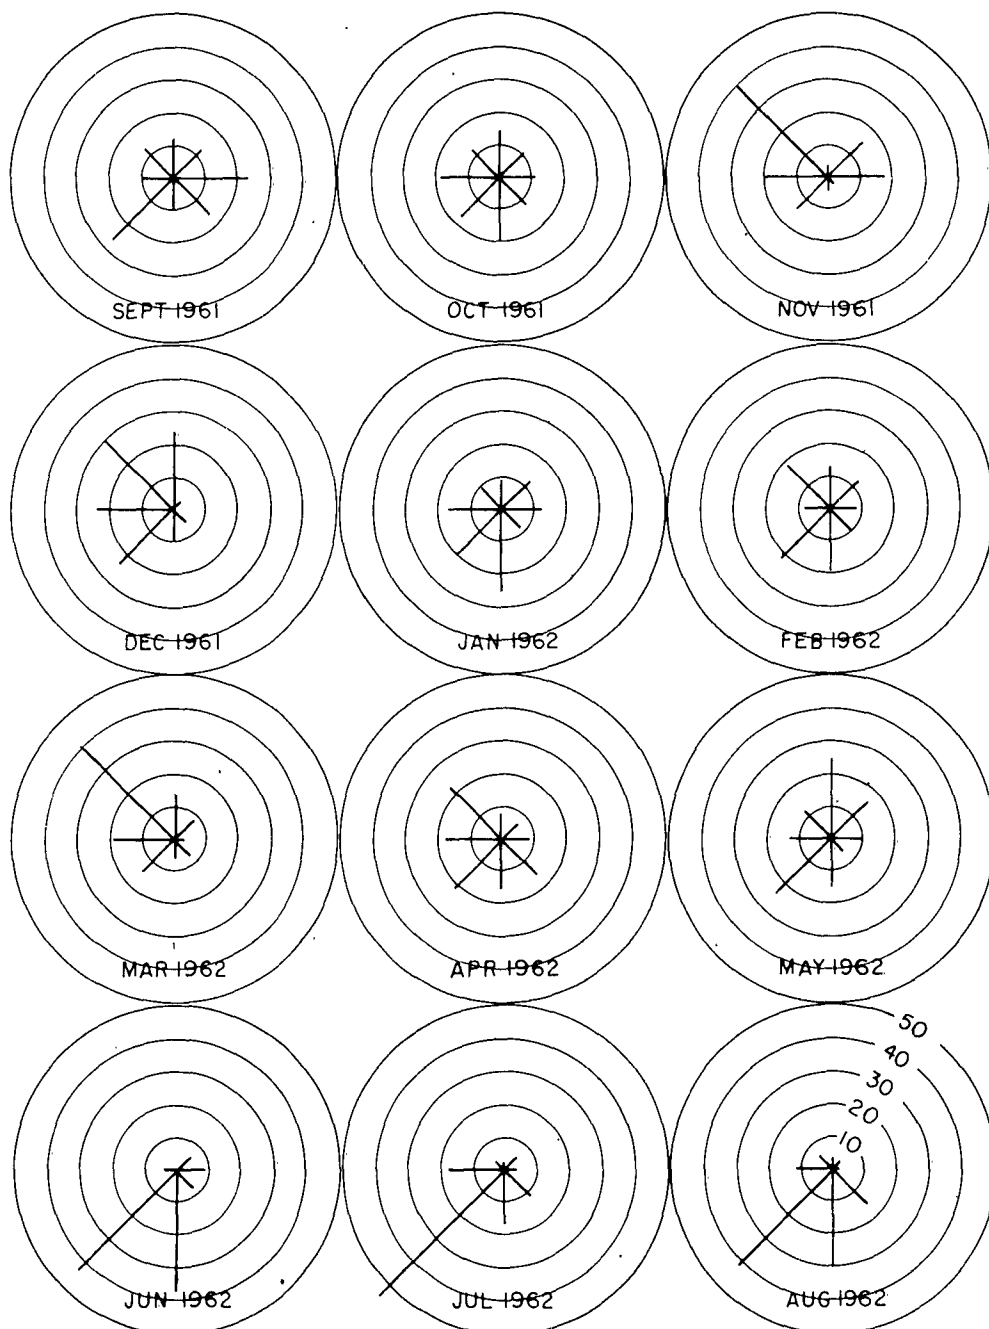 SEPT 1961
OCT 1961
NOV 1961
DEC 1961
JAN 1962
FEB 1962
MAR 1962
APR 1962
MAY 1962
50
40
30
20
10
JUN 1962
JUL 1962
AUG 1962